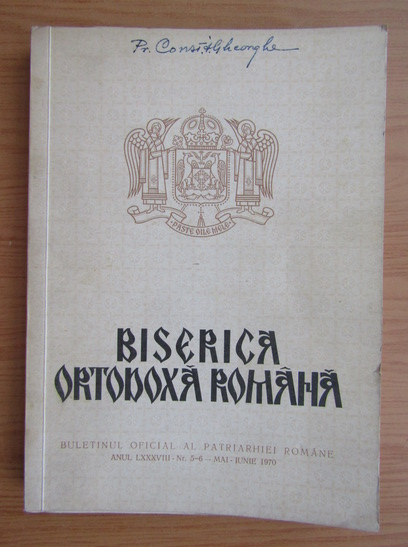 Pr. Const. Gheorghe
PASTE OILE MELE
BISERICA
ORTODOXĂ ROMÂNĂ
BULETINUL OFICIAL AL PATRIARHIEI ROMÂNE
ANUL LXXXVIII - Nr. 5-6 — MAI - IUNIE 1970